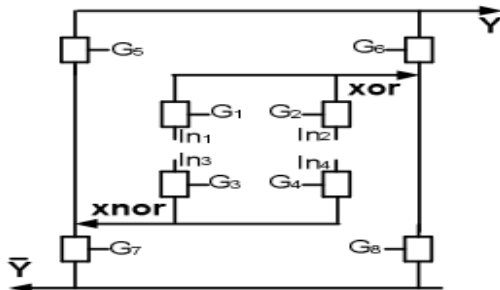 Y
G₅
G₆
xor
G₁
G₂
In₁
In₂
In₃
In₄
G₃
G₄
xnor
G₇
G₈
Y̅